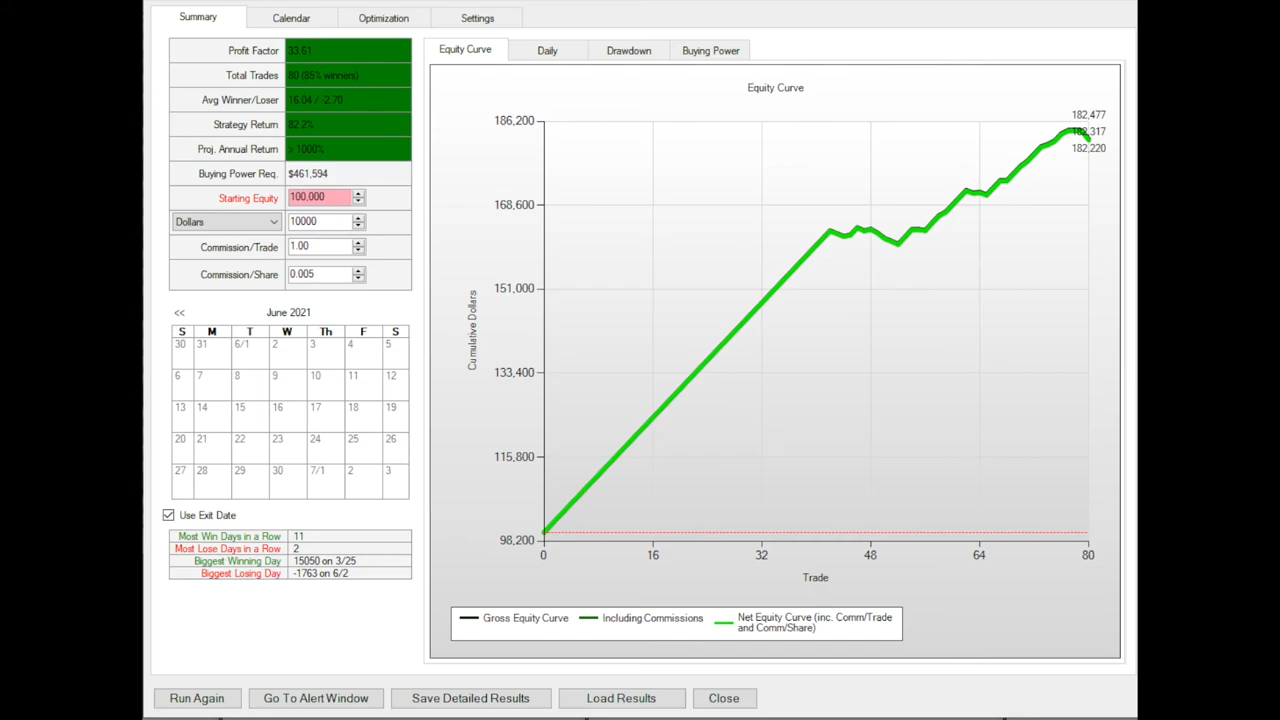 Summary Calendar Optimization Settings
Profit Factor 33.61
Total Trades 80 (85% winners)
Avg Winner/Loser 16.04 / -2.70
Strategy Return 82.2%
Proj. Annual Return > 1000%
Buying Power Req. $461,594
Starting Equity 100,000
Dollars 10000
Commission/Trade 1.00
Commission/Share 0.005
<< June 2021
S M T W Th F S
30 31 6/1 2 3 4 5
6 7 8 9 10 11 12
13 14 15 16 17 18 19
20 21 22 23 24 25 26
27 28 29 30 7/1 2 3
Use Exit Date
Most Win Days in a Row 11
Most Lose Days in a Row 2
Biggest Winning Day 15050 on 3/25
Biggest Losing Day -1763 on 6/2
Equity Curve Daily Drawdown Buying Power
Equity Curve
182,477
182,317
182,220
186,200
168,600
151,000
133,400
115,800
98,200
Cumulative Dollars
0 16 32 48 64 80
Trade
Gross Equity Curve Including Commissions Net Equity Curve (inc. Comm/Trade
and Comm/Share)
Run Again Go To Alert Window Save Detailed Results Load Results Close